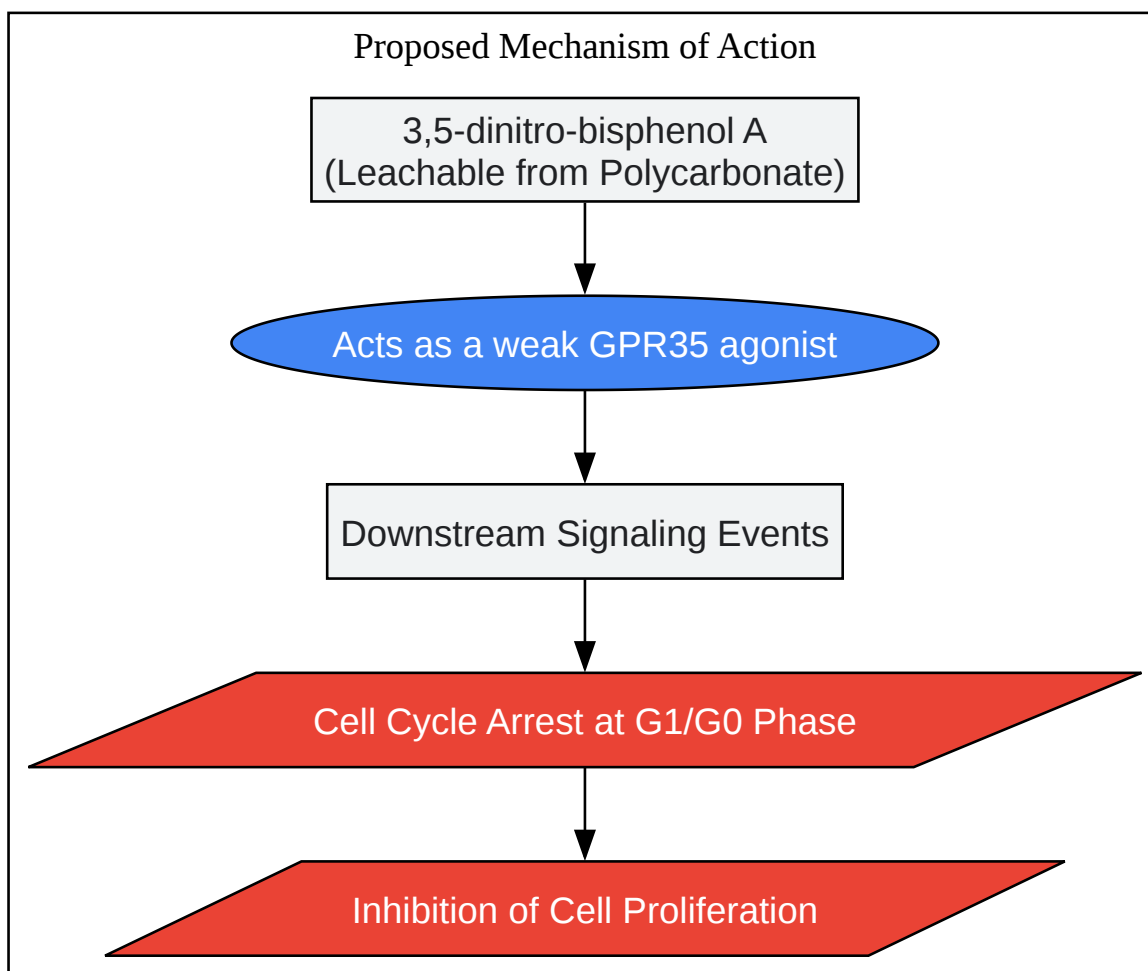 Proposed Mechanism of Action
3,5-dinitro-bisphenol A
(Leachable from Polycarbonate)
Acts as a weak GPR35 agonist
Downstream Signaling Events
Cell Cycle Arrest at G1/G0 Phase
Inhibition of Cell Proliferation